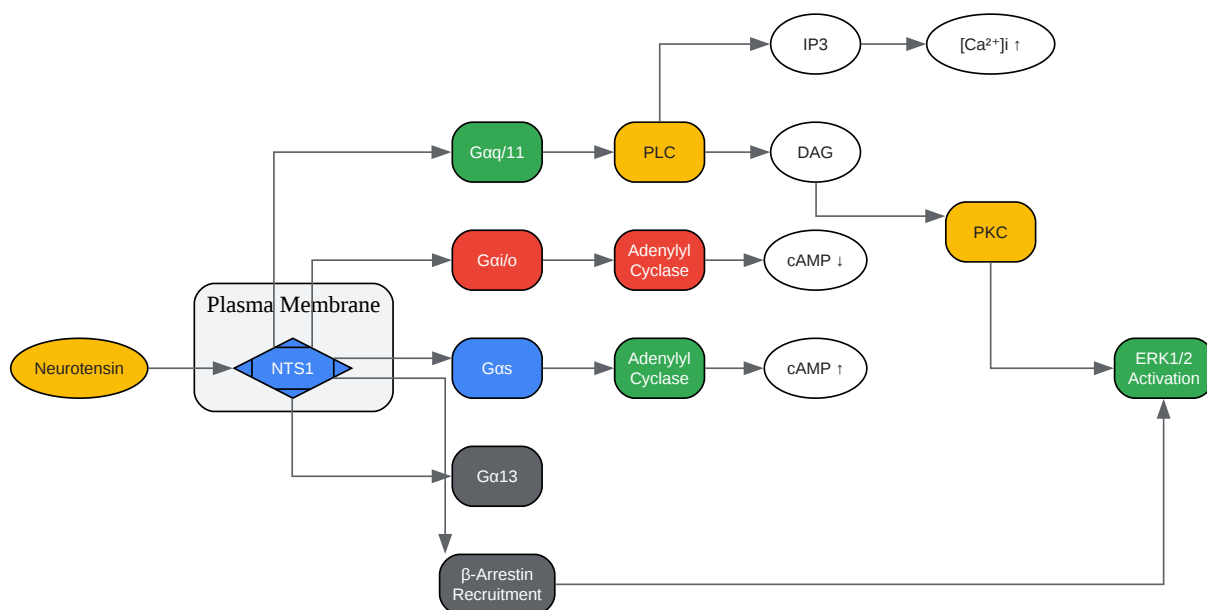 IP3
[Ca²⁺]i ↑
Gαq/11
PLC
DAG
PKC
Gαi/o
Adenylyl
Cyclase
cAMP ↓
Plasma Membrane
Neurotensin
NTS1
Gαs
Adenylyl
Cyclase
cAMP ↑
ERK1/2
Activation
Gα13
β-Arrestin
Recruitment